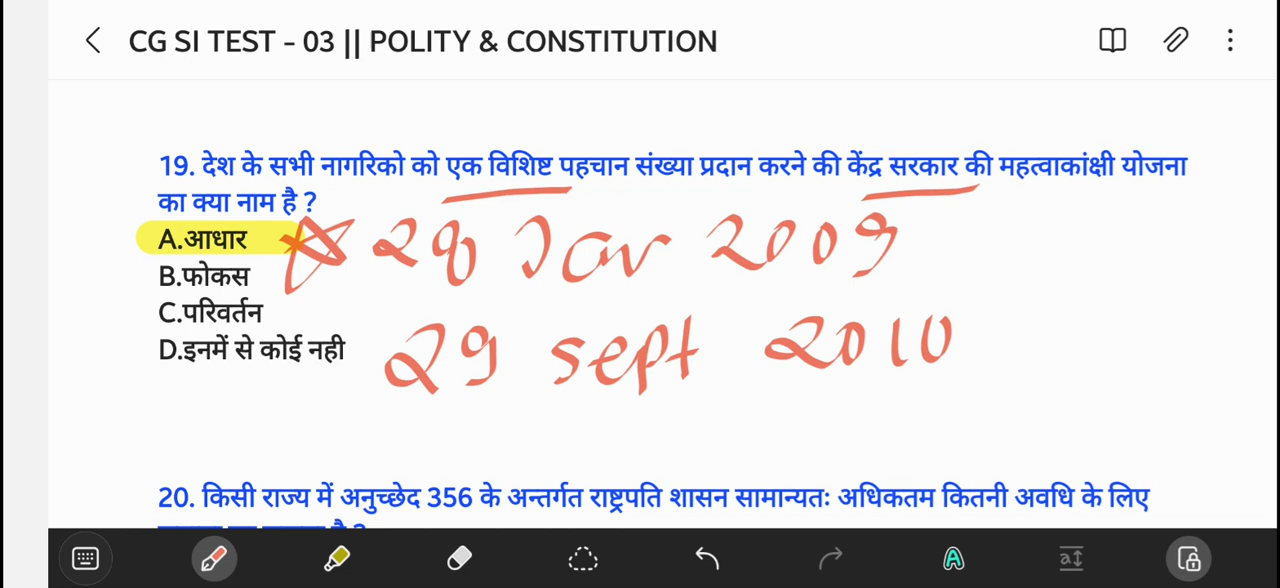 CG SI TEST - 03 || POLITY & CONSTITUTION
19. देश के सभी नागरिको को एक विशिष्ट पहचान संख्या प्रदान करने की केंद्र सरकार की महत्वाकांक्षी योजना
का क्या नाम है ?
A.आधार
28 Jan 2009
B.फोकस
C.परिवर्तन
D.इनमें से कोई नही
29 sept 2010
20. किसी राज्य में अनुच्छेद 356 के अन्तर्गत राष्ट्रपति शासन सामान्यतः अधिकतम कितनी अवधि के लिए